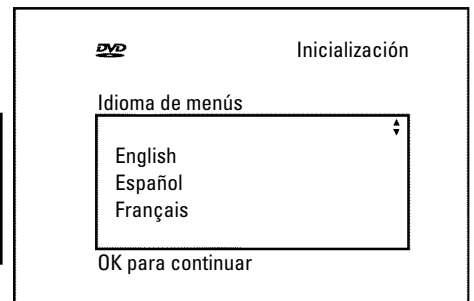 DVD
Inicialización
Idioma de menús
English
Español
Français
OK para continuar